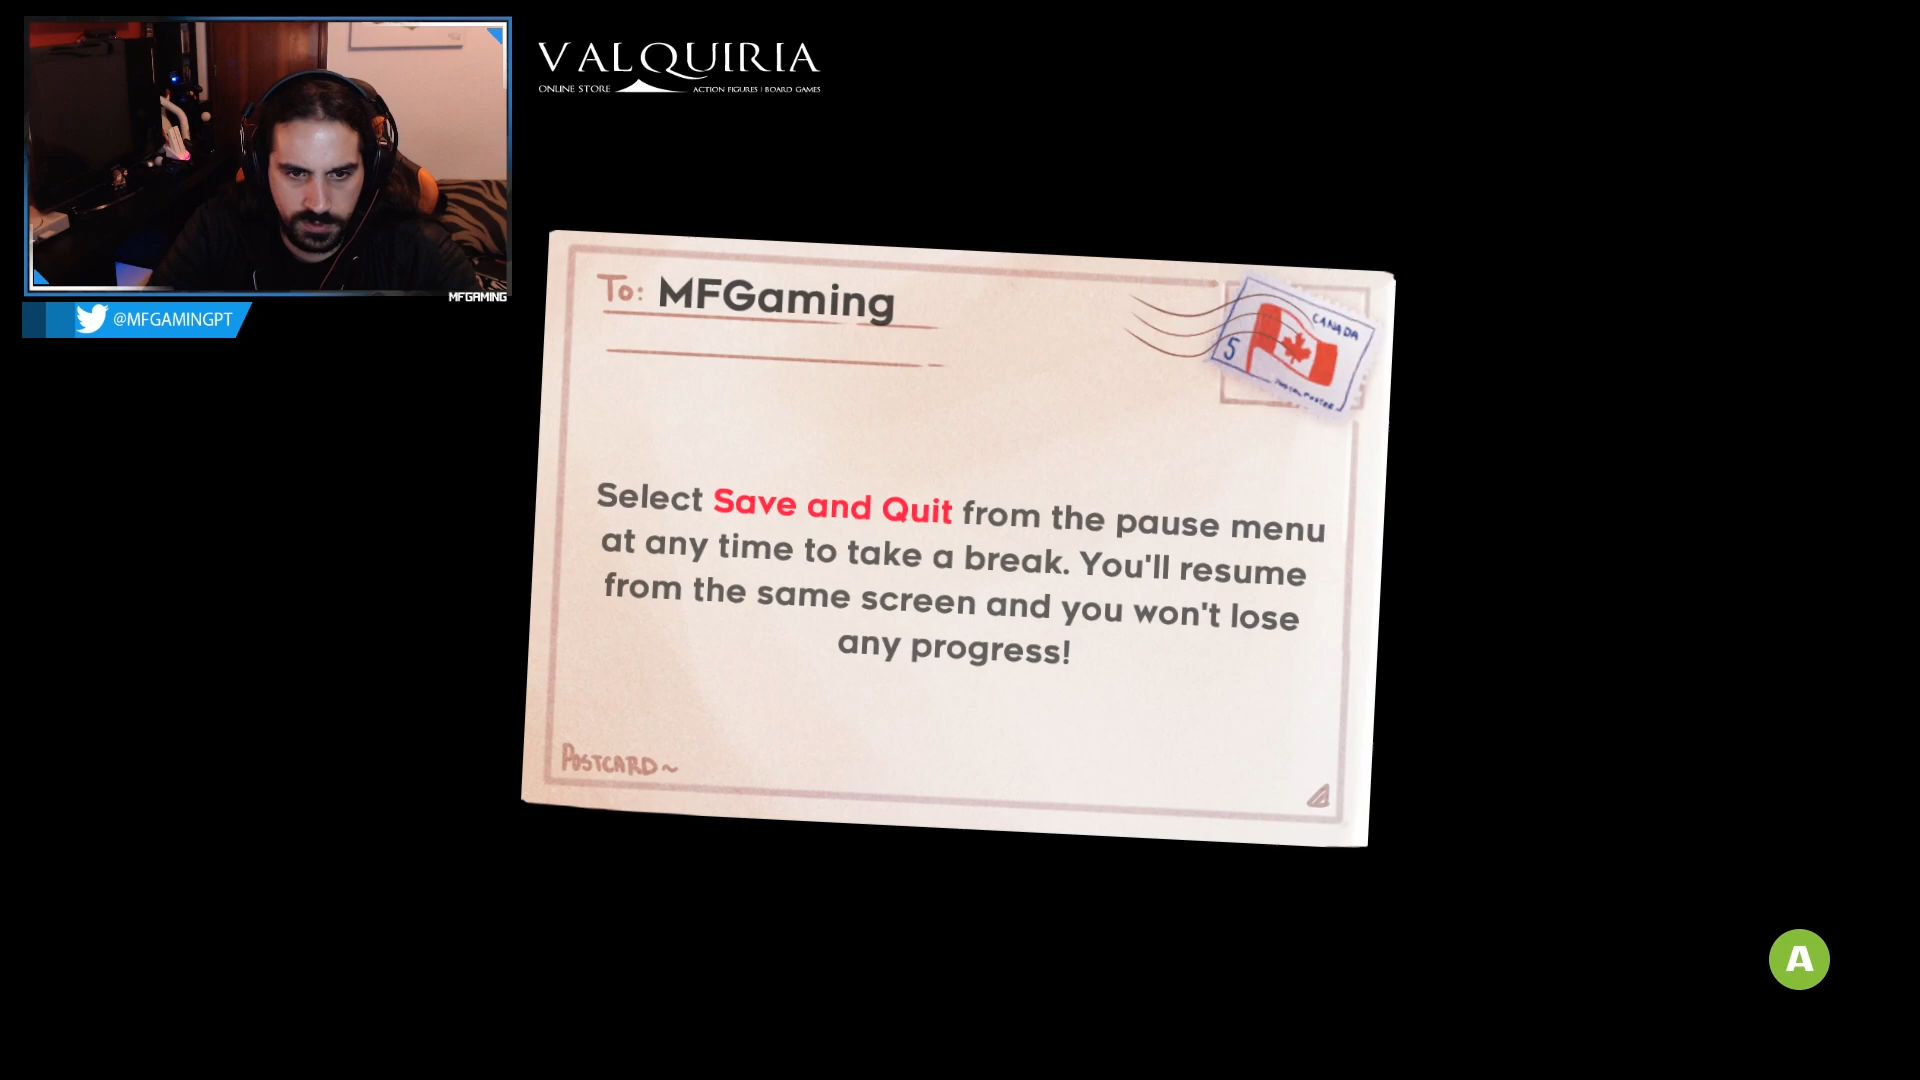 VALQUIRIA
ONLINE STORE ACTION FIGURES | BOARD GAMES
MFGAMING
@MFGAMINGPT
To: MFGaming
CANADA
5
Select Save and Quit from the pause menu
at any time to take a break. You'll resume
from the same screen and you won't lose
any progress!
POSTCARD~
A